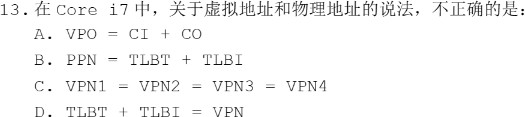 13.在 Core i7 中，关于虚拟地址和物理地址的说法，不正确的是:
A. VPO = CI + CO
B. PPN = TLBT + TLBI
C. VPN1 = VPN2 = VPN3 = VPN4
D. TLBT + TLBI = VPN